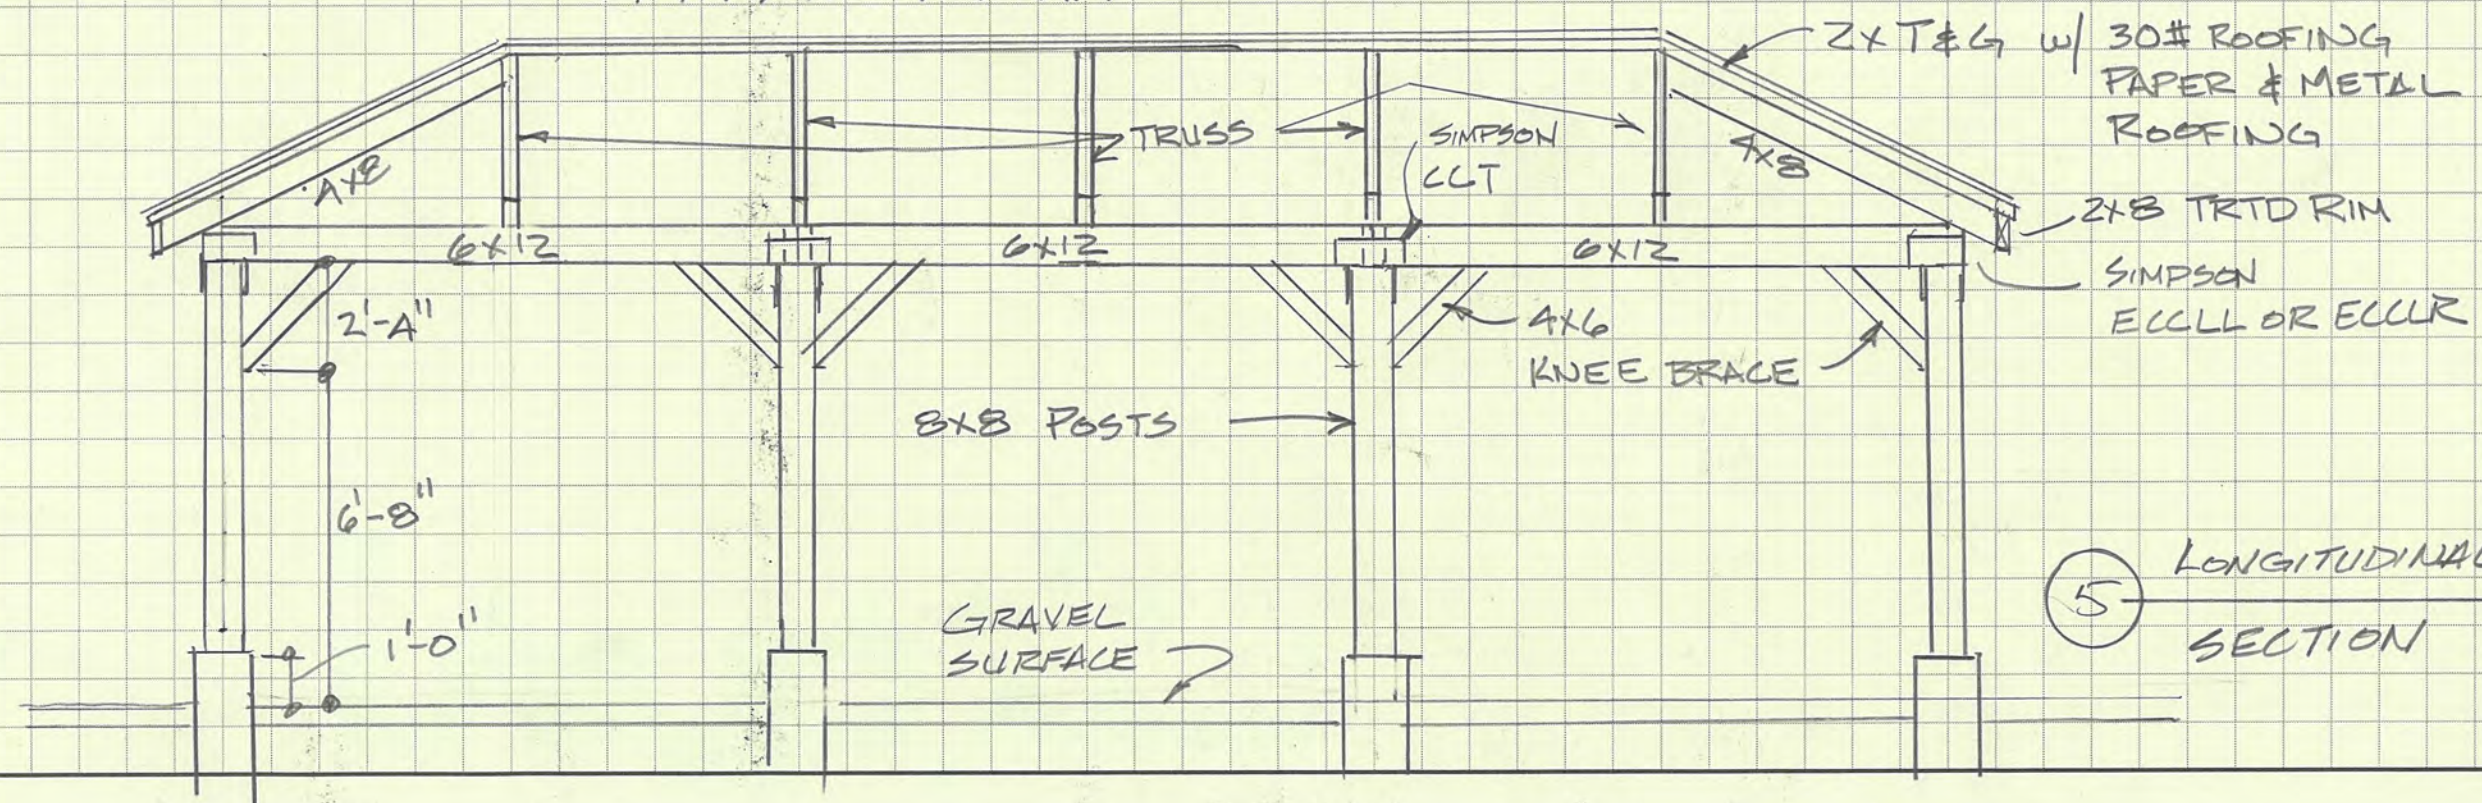 2X T&G W/ 30# ROOFING
PAPER & METAL
ROOFING
TRUSS
SIMPSON
CCT
4X8
4X8
2X8 TRTD RIM
6X12
6X12
6X12
SIMPSON
ECCLL OR ECCLR
2'-4"
4X6
KNEE BRACE
8X8 POSTS
6'-8"
1'-0"
GRAVEL
SURFACE
5
LONGITUDINAL
SECTION